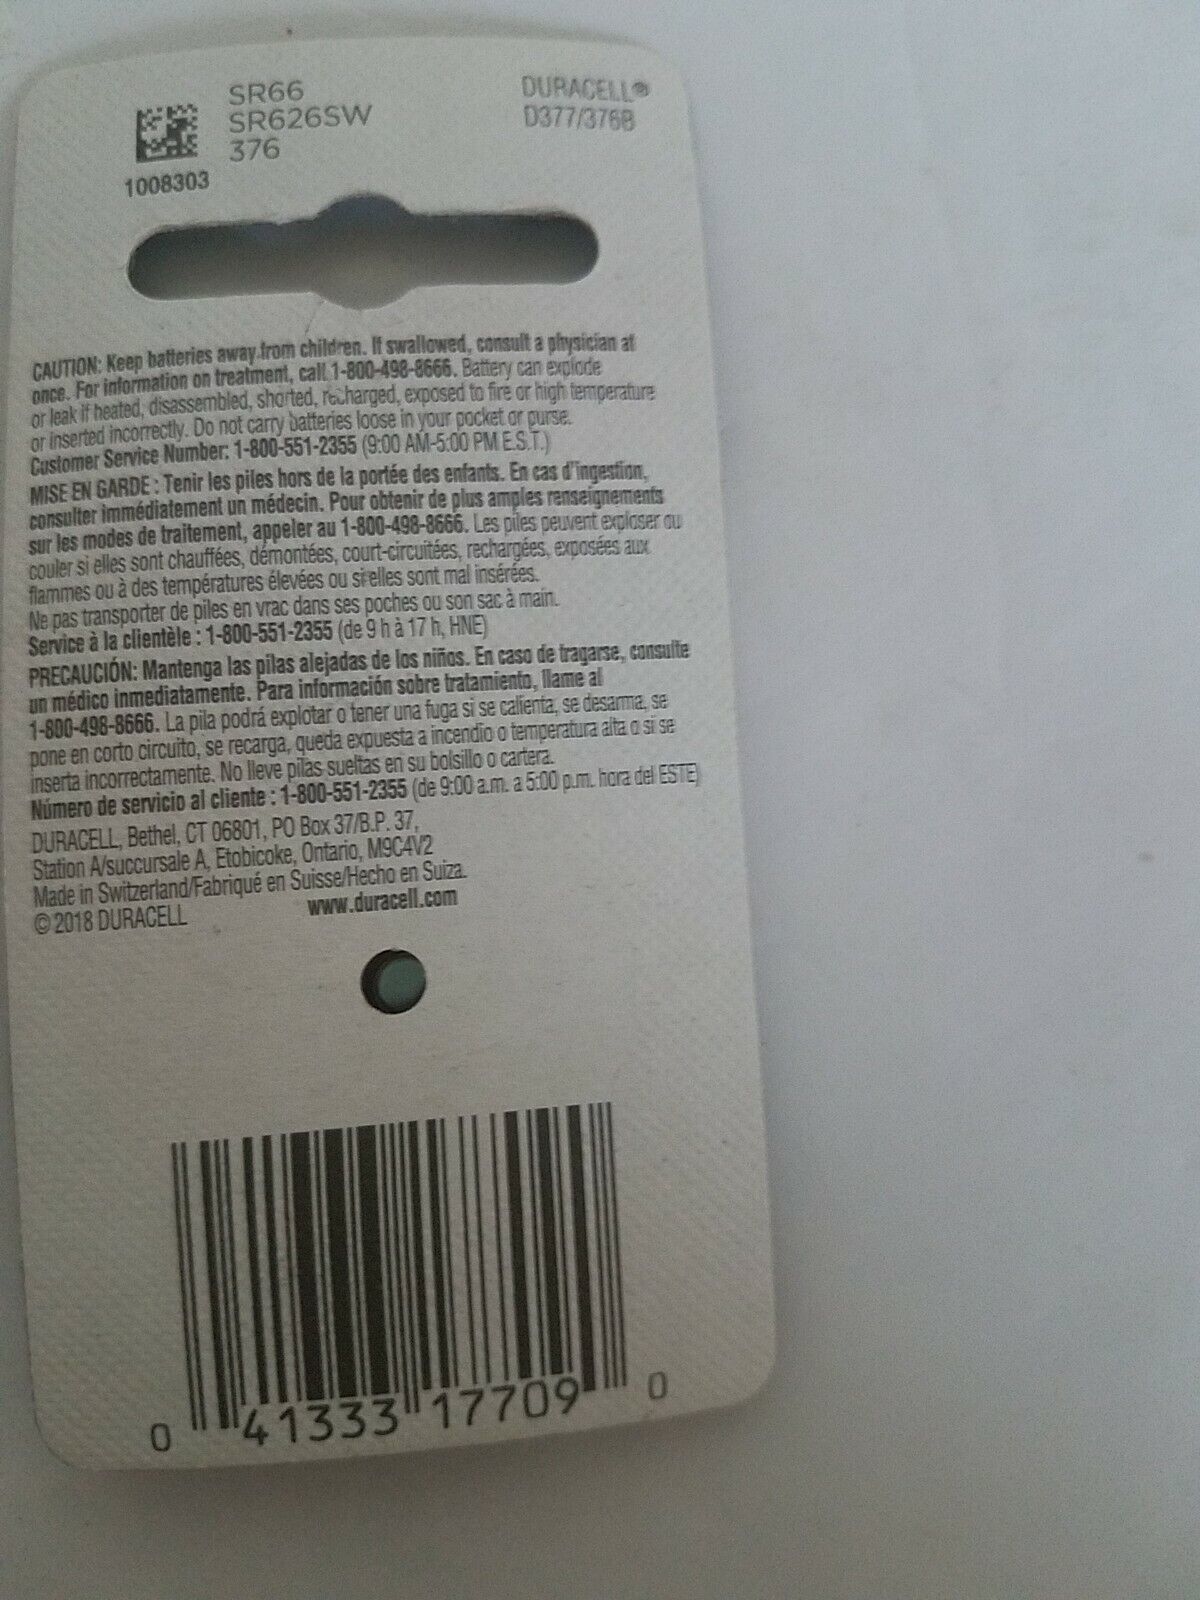 SR66
SR626SW
376
DURACELL®
D377/376B
1008303
CAUTION: Keep batteries away from children. If swallowed, consult a physician at
once. For information on treatment, call 1-800-498-8666. Battery can explode
or leak if heated, disassembled, shorted, recharged, exposed to fire or high temperature
or inserted incorrectly. Do not carry batteries loose in your pocket or purse.
Customer Service Number: 1-800-551-2355 (9:00 AM-5:00 PM E.S.T.)
MISE EN GARDE : Tenir les piles hors de la portée des enfants. En cas d'ingestion,
consulter immédiatement un médecin. Pour obtenir de plus amples renseignements
sur les modes de traitement, appeler au 1-800-498-8666. Les piles peuvent exploser ou
couler si elles sont chauffées, démontées, court-circuitées, rechargées, exposées aux
flammes ou à des températures élevées ou si elles sont mal insérées.
Ne pas transporter de piles en vrac dans ses poches ou son sac à main.
Service à la clientèle : 1-800-551-2355 (de 9 h à 17 h, HNE)
PRECAUCIÓN: Mantenga las pilas alejadas de los niños. En caso de tragarse, consulte
un médico inmediatamente. Para información sobre tratamiento, llame al
1-800-498-8666. La pila podrá explotar o tener una fuga si se calienta, se desarma, se
pone en corto circuito, se recarga, queda expuesta a incendio o temperatura alta o si se
inserta incorrectamente. No lleve pilas sueltas en su bolsillo o cartera.
Número de servicio al cliente : 1-800-551-2355 (de 9:00 a.m. a 5:00 p.m. hora del ESTE)
DURACELL, Bethel, CT 06801, PO Box 37/B.P. 37,
Station A/succursale A, Etobicoke, Ontario, M9C4V2
Made in Switzerland/Fabriqué en Suisse/Hecho en Suiza.
© 2018 DURACELL www.duracell.com
0 41333 17709 0